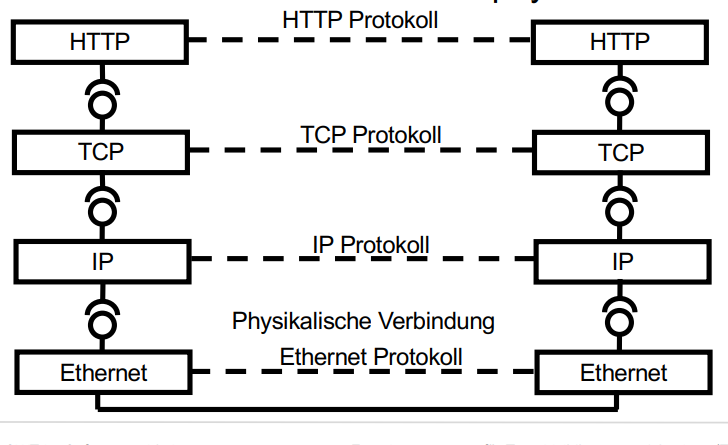 HTTP Protokoll
HTTP HTTP
TCP Protokoll
TCP TCP
IP Protokoll
IP IP
Physikalische Verbindung
Ethernet Protokoll
Ethernet Ethernet